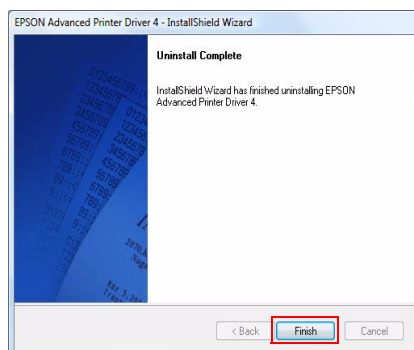 EPSON Advanced Printer Driver 4 - InstallShield Wizard
Uninstall Complete
InstallShield Wizard has finished uninstalling EPSON
Advanced Printer Driver 4.
< Back
Finish
Cancel